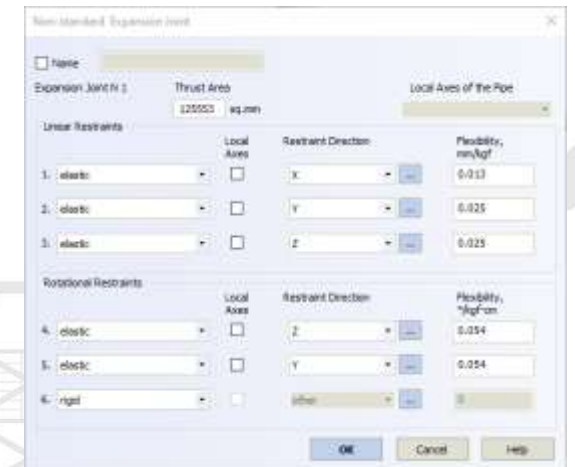 Non-standard Expansion Joint
Name
Expansion Joint N 1 Thrust Area Local Axes of the Pipe
125553 sq.mm
Linear Restraints
Local Axes Restraint Direction Flexibility, mm/kgf
1. elastic X ... 0.013
2. elastic Y ... 0.025
3. elastic Z ... 0.025
Rotational Restraints
Local Axes Restraint Direction Flexibility, °/kgf·cm
4. elastic Z ... 0.054
5. elastic Y ... 0.054
6. rigid other ... 0
OK Cancel Help